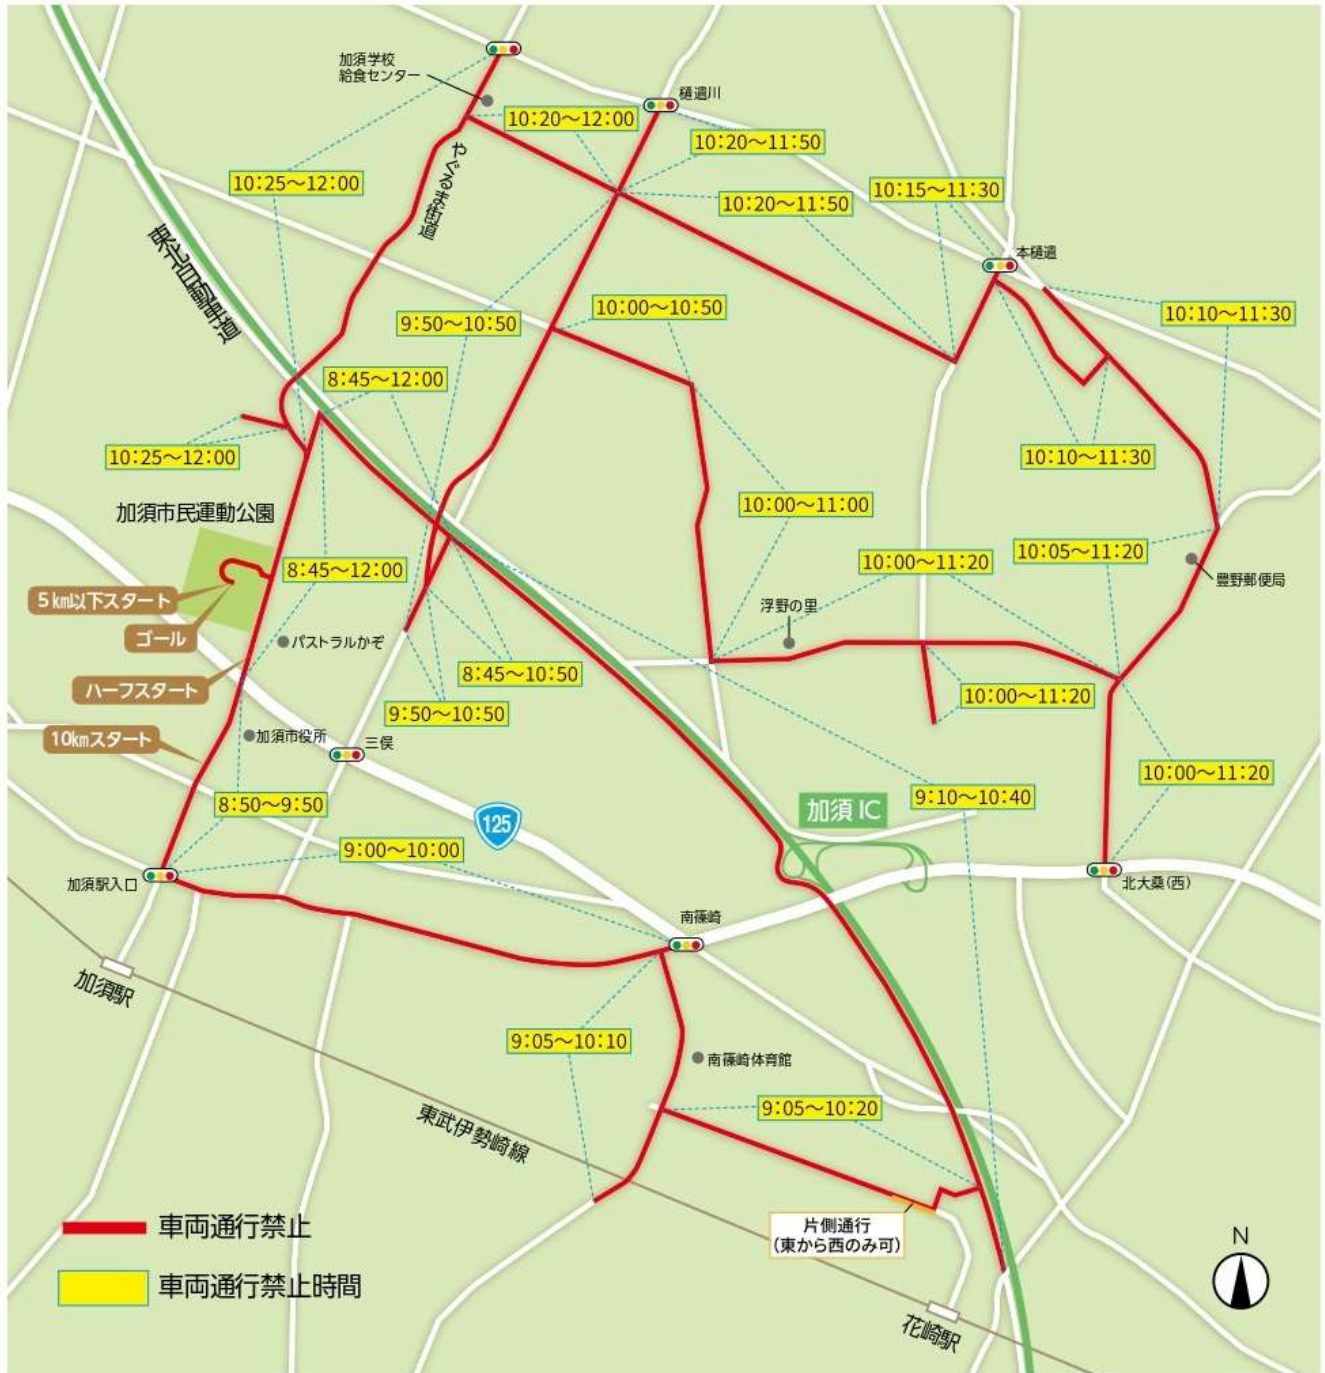 加須学校
給食センター
樋遣川
10:20〜12:00
10:20〜11:50
やぐるま街道
10:25〜12:00
10:15〜11:30
10:20〜11:50
東北自動車道
本樋遣
10:00〜10:50
10:10〜11:30
9:50〜10:50
8:45〜12:00
10:25〜12:00
10:10〜11:30
加須市民運動公園
10:00〜11:00
10:05〜11:20
10:00〜11:20
8:45〜12:00
豊野郵便局
5km以下スタート
浮野の里
ゴール
パストラルかぞ
8:45〜10:50
ハーフスタート
10:00〜11:20
9:50〜10:50
10kmスタート
加須市役所
三俣
10:00〜11:20
8:50〜9:50
加須 IC
9:10〜10:40
125
9:00〜10:00
加須駅入口
北大桑(西)
南篠崎
加須駅
9:05〜10:10
南篠崎体育館
9:05〜10:20
東武伊勢崎線
車両通行禁止
片側通行
(東から西のみ可)
N
車両通行禁止時間
花崎駅